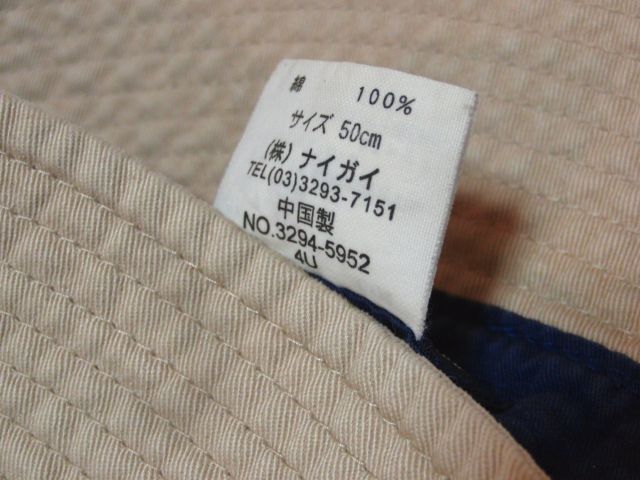 綿 100%
サイズ 50cm
(株) ナイガイ
TEL(03)3293-7151
中国製
NO.3294-5952
4U